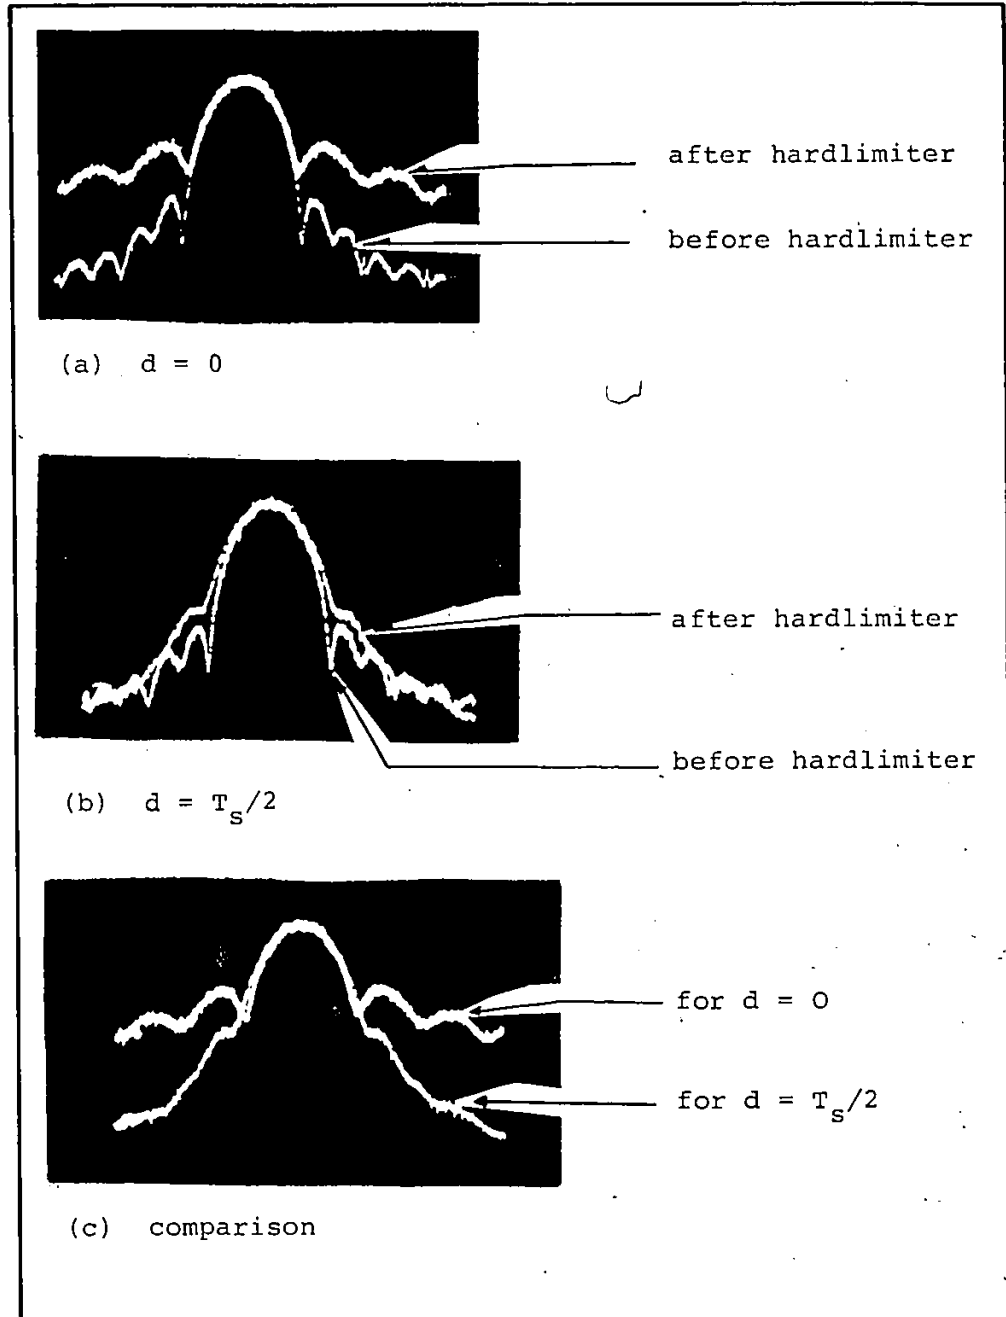 after hardlimiter
before hardlimiter
(a) d = 0
after hardlimiter
before hardlimiter
(b) d = Ts/2
for d = 0
for d = Ts/2
(c) comparison